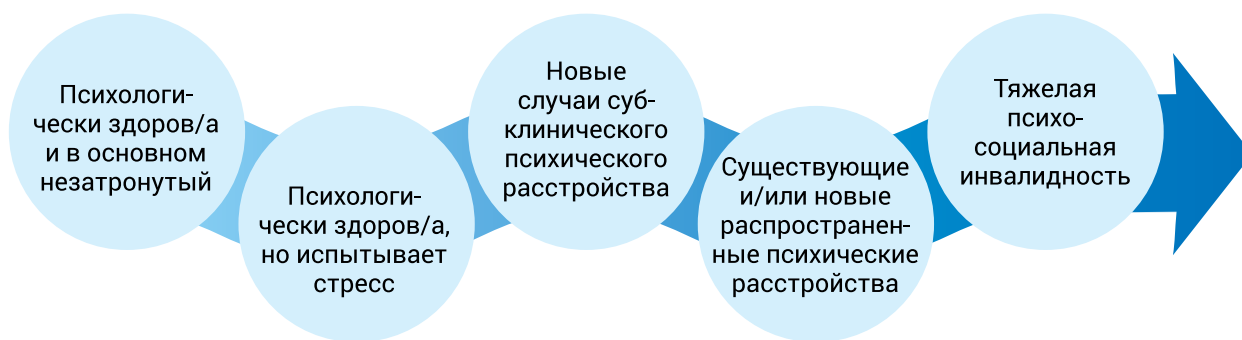 Психологи-
чески здоров/а
и в основном
незатронутый
Психологи-
чески здоров/а,
но испытывает
стресс
Новые
случаи суб-
клинического
психического
расстройства
Существующие
и/или новые
распространен-
ные психические
расстройства
Тяжелая
психо-
социальная
инвалидность